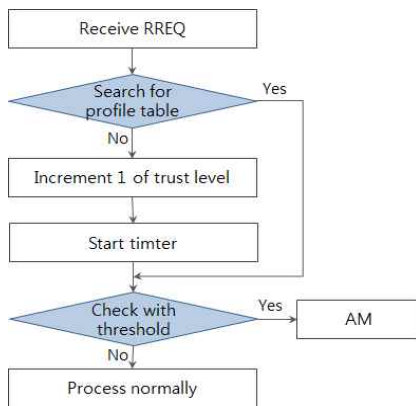 Receive RREQ
Search for
profile table
Yes
No
Increment 1 of trust level
Start timter
Check with
threshold
Yes
AM
No
Process normally